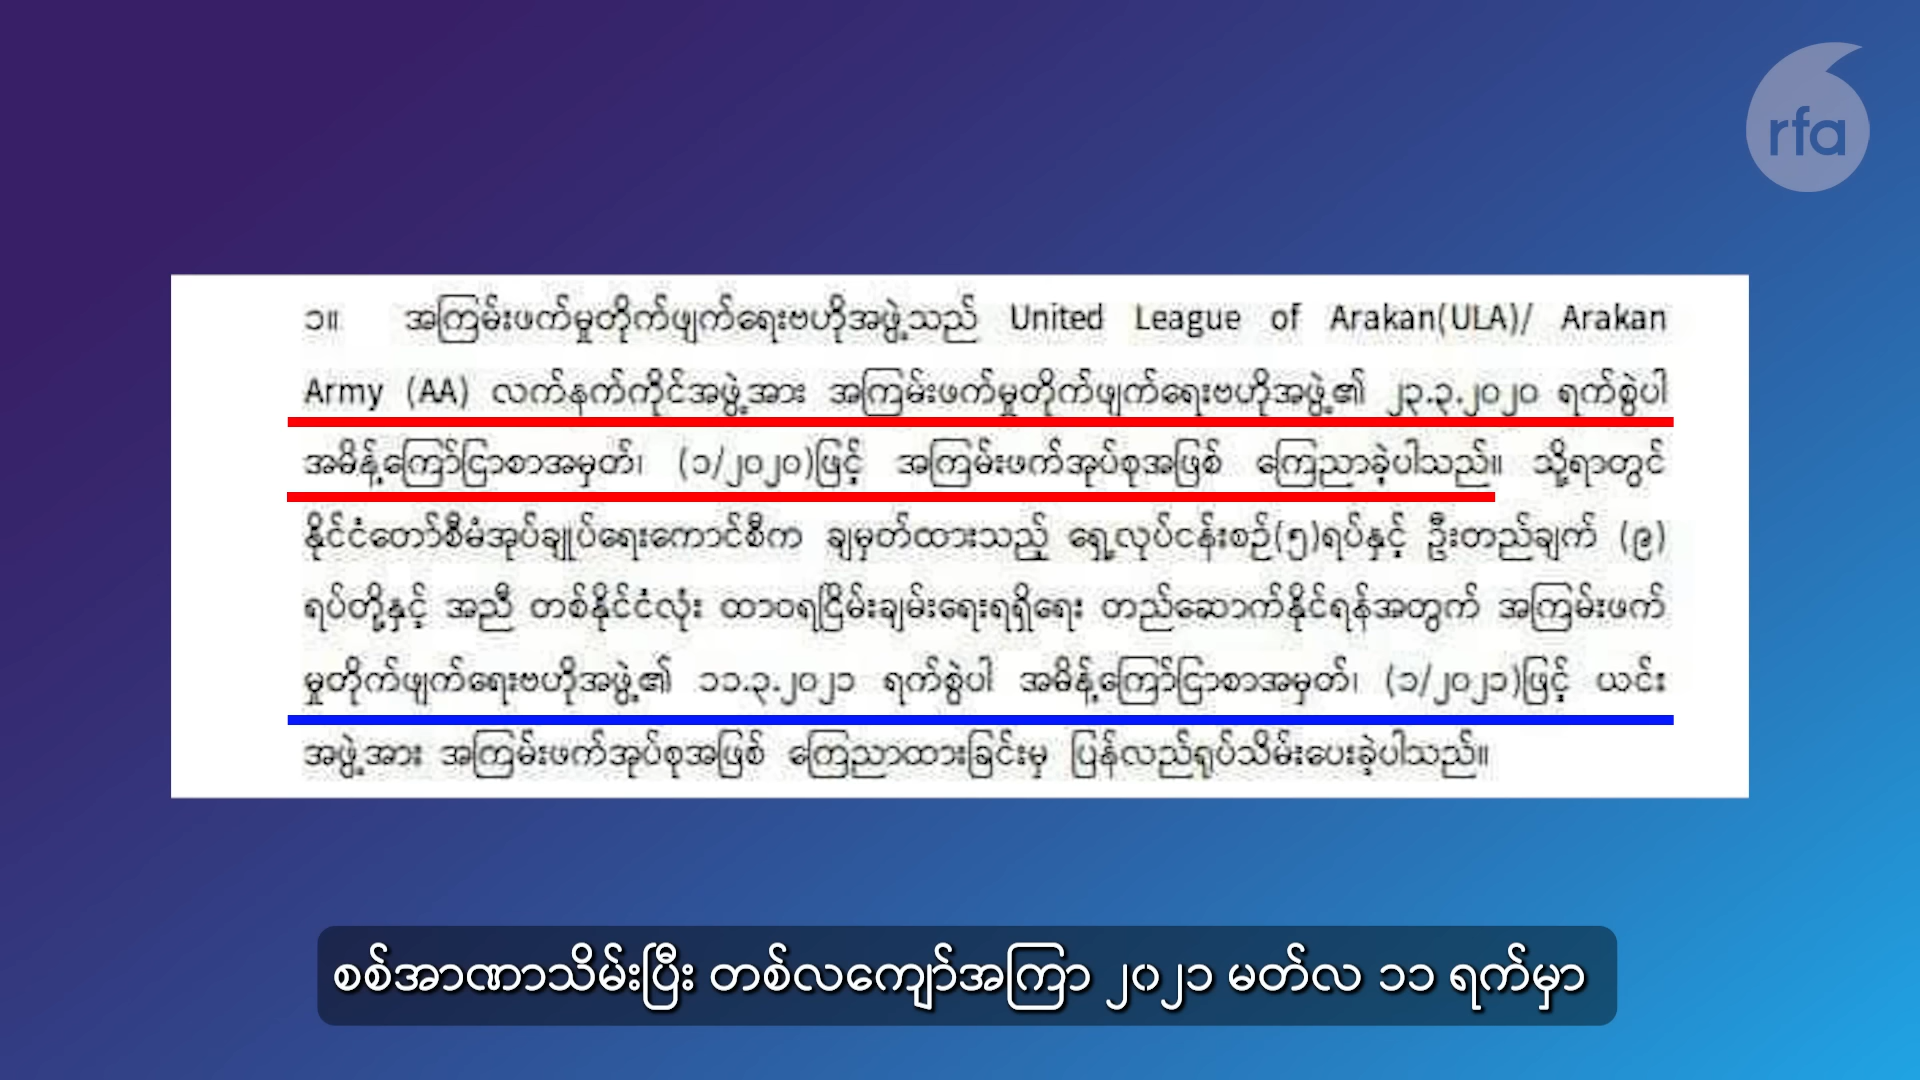 rfa
၁။ အကြမ်းဖက်မှုတိုက်ဖျက်ရေးဗဟိုအဖွဲ့သည် United League of Arakan(ULA)/ Arakan
Army (AA) လက်နက်ကိုင်အဖွဲ့အား အကြမ်းဖက်မှုတိုက်ဖျက်ရေးဗဟိုအဖွဲ့၏ ၂၃.၃.၂၀၂၀ ရက်စွဲပါ
အမိန့်ကြော်ငြာစာအမှတ်၊ (၁/၂၀၂၀)ဖြင့် အကြမ်းဖက်အုပ်စုအဖြစ် ကြေညာခဲ့ပါသည်။ သို့ရာတွင်
နိုင်ငံတော်စီမံအုပ်ချုပ်ရေးကောင်စီက ချမှတ်ထားသည့် ရှေ့လုပ်ငန်းစဉ်(၅)ရပ်နှင့် ဦးတည်ချက် (၉)
ရပ်တို့နှင့် အညီ တစ်နိုင်ငံလုံး ထာဝရငြိမ်းချမ်းရေးရရှိရေး တည်ဆောက်နိုင်ရန်အတွက် အကြမ်းဖက်
မှုတိုက်ဖျက်ရေးဗဟိုအဖွဲ့၏ ၁၁.၃.၂၀၂၁ ရက်စွဲပါ အမိန့်ကြော်ငြာစာအမှတ်၊ (၁/၂၀၂၁)ဖြင့် ယင်း
အဖွဲ့အား အကြမ်းဖက်အုပ်စုအဖြစ် ကြေညာထားခြင်းမှ ပြန်လည်ရုပ်သိမ်းပေးခဲ့ပါသည်။
စစ်အာဏာသိမ်းပြီး တစ်လကျော်အကြာ ၂၀၂၁ မတ်လ ၁၁ ရက်မှာ